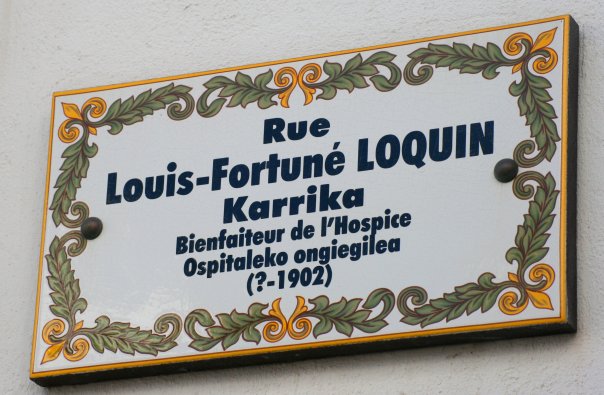 Rue
Louis-Fortuné LOQUIN
Karrika
Bienfaiteur de l'Hospice
Ospitaleko ongiegilea
(?-1902)